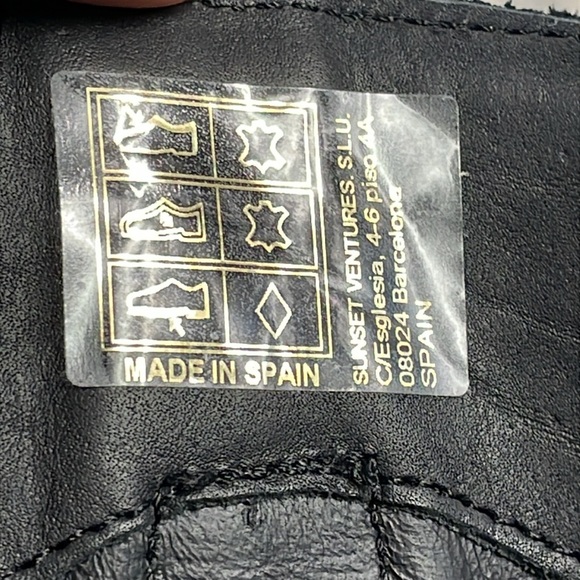 MADE IN SPAIN
SUNSET VENTURES. S.L.U.
C/Esglesia, 4-6 piso 4A
08024 Barcelona
SPAIN